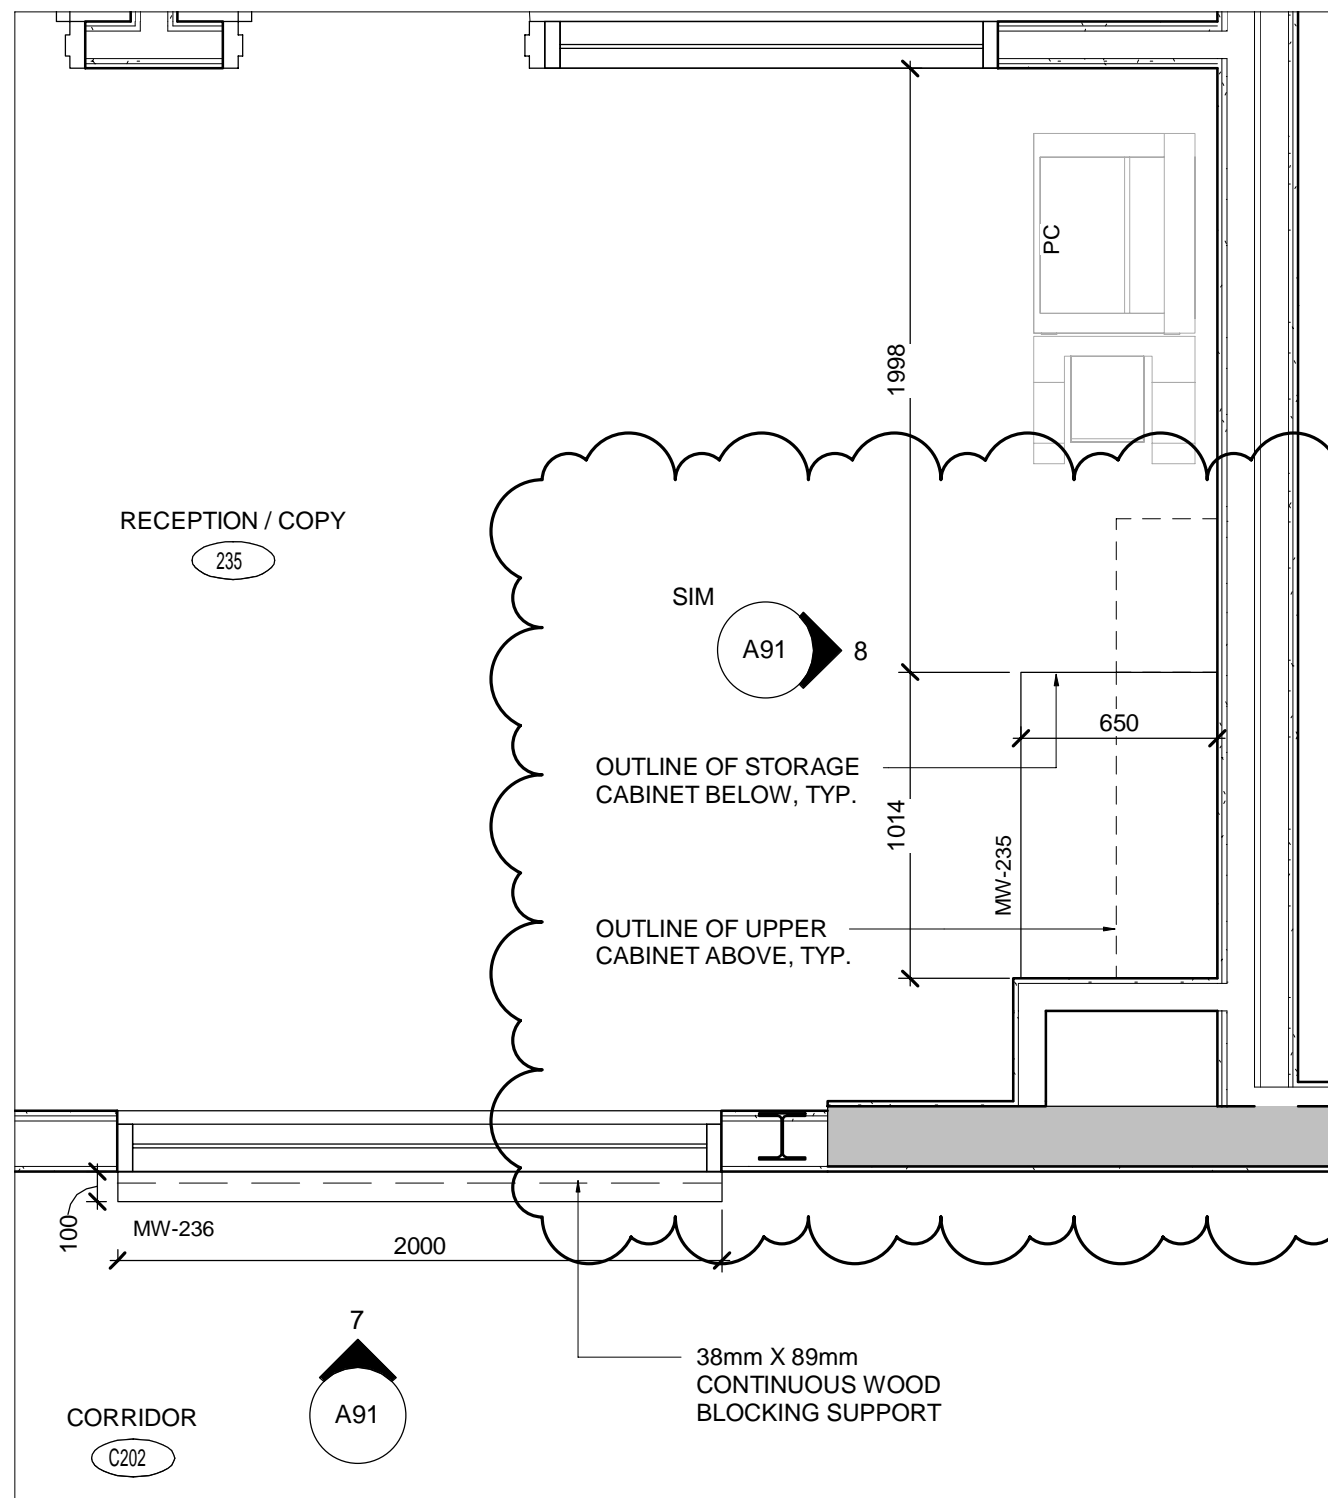 PC
1998
RECEPTION / COPY
235
SIM
A91
8
650
OUTLINE OF STORAGE
CABINET BELOW, TYP.
1014
MW-235
OUTLINE OF UPPER
CABINET ABOVE, TYP.
100
MW-236
2000
7
A91
38mm X 89mm
CONTINUOUS WOOD
BLOCKING SUPPORT
CORRIDOR
C202